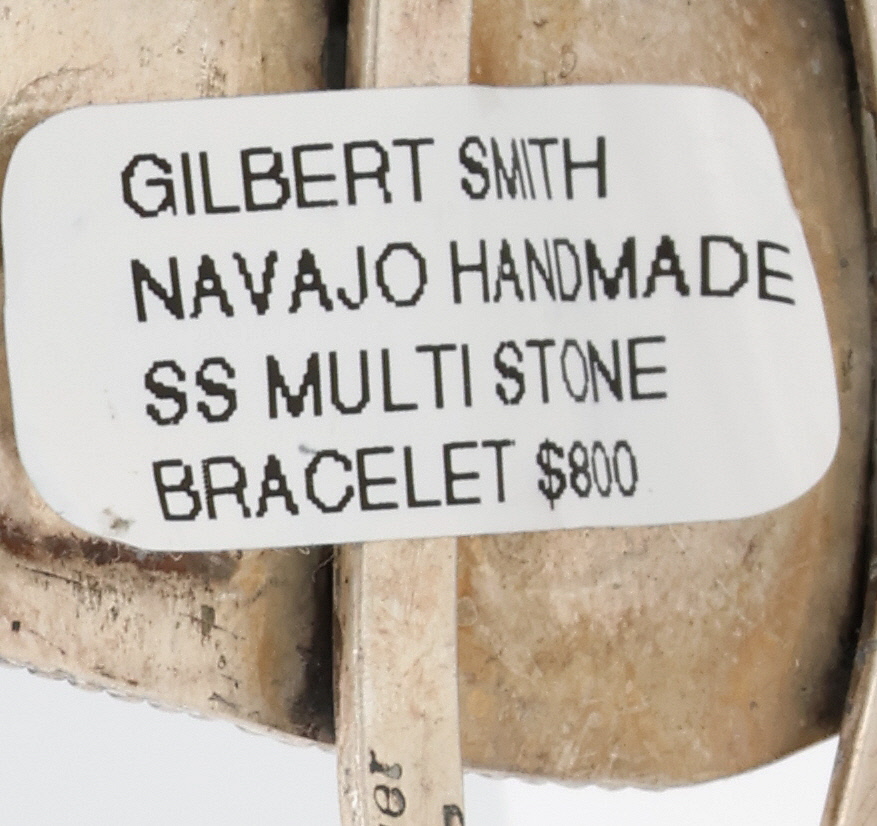 GILBERT SMITH
NAVAJO HANDMADE
SS MULTI STONE
BRACELET $800